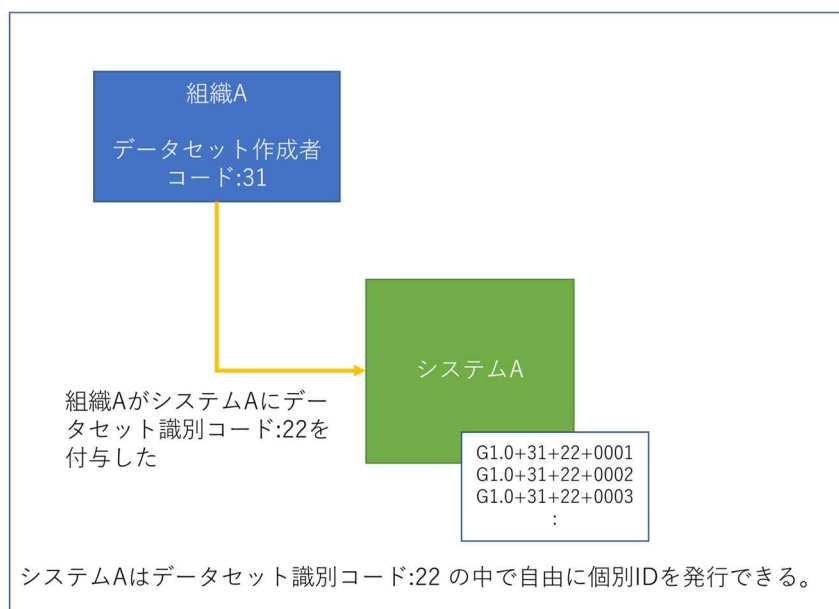 組織A
データセット作成者
コード:31
システムA
組織AがシステムAにデー
タセット識別コード:22を
付与した
G1.0+31+22+0001
G1.0+31+22+0002
G1.0+31+22+0003
:
システムAはデータセット識別コード:22 の中で自由に個別IDを発行できる。